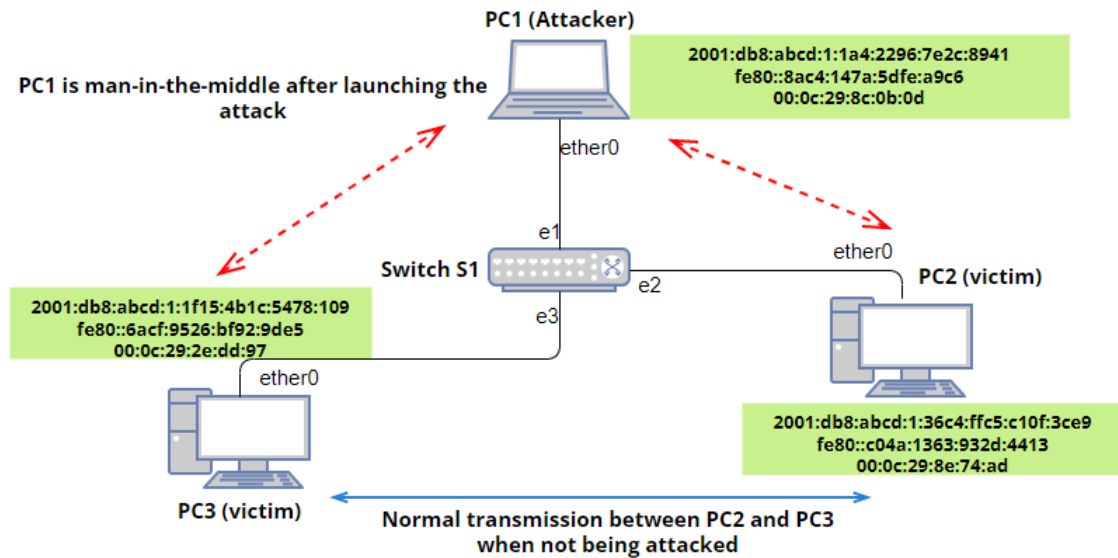 PC1 (Attacker)
2001:db8:abcd:1:1a4:2296:7e2c:8941
fe80::8ac4:147a:5dfe:a9c6
00:0c:29:8c:0b:0d
PC1 is man-in-the-middle after launching the
attack
ether0
e1
Switch S1
e2
ether0
PC2 (victim)
2001:db8:abcd:1:1f15:4b1c:5478:109
fe80::6acf:9526:bf92:9de5
00:0c:29:2e:dd:97
e3
ether0
2001:db8:abcd:1:36c4:ffc5:c10f:3ce9
fe80::c04a:1363:932d:4413
00:0c:29:8e:74:ad
PC3 (victim)
Normal transmission between PC2 and PC3
when not being attacked